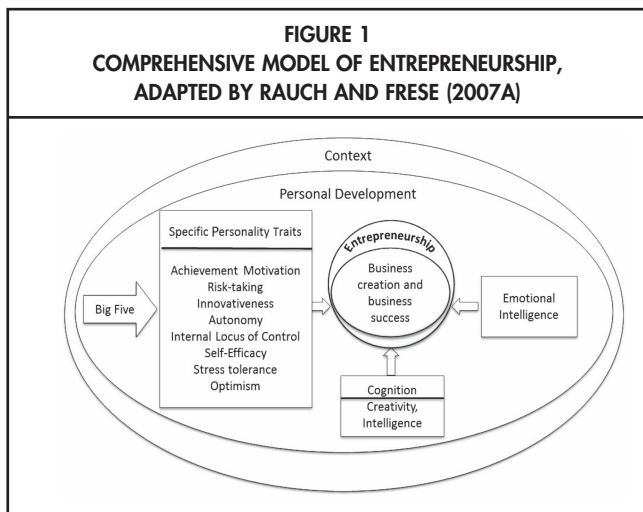 FIGURE 1
COMPREHENSIVE MODEL OF ENTREPRENEURSHIP,
ADAPTED BY RAUCH AND FRESE (2007A)
Context
Personal Development
Specific Personality Traits
Achievement Motivation
Risk-taking
Innovativeness
Autonomy
Internal Locus of Control
Self-Efficacy
Stress tolerance
Optimism
Big Five
Entrepreneurship
Business
creation and
business
success
Emotional
Intelligence
Cognition
Creativity,
Intelligence